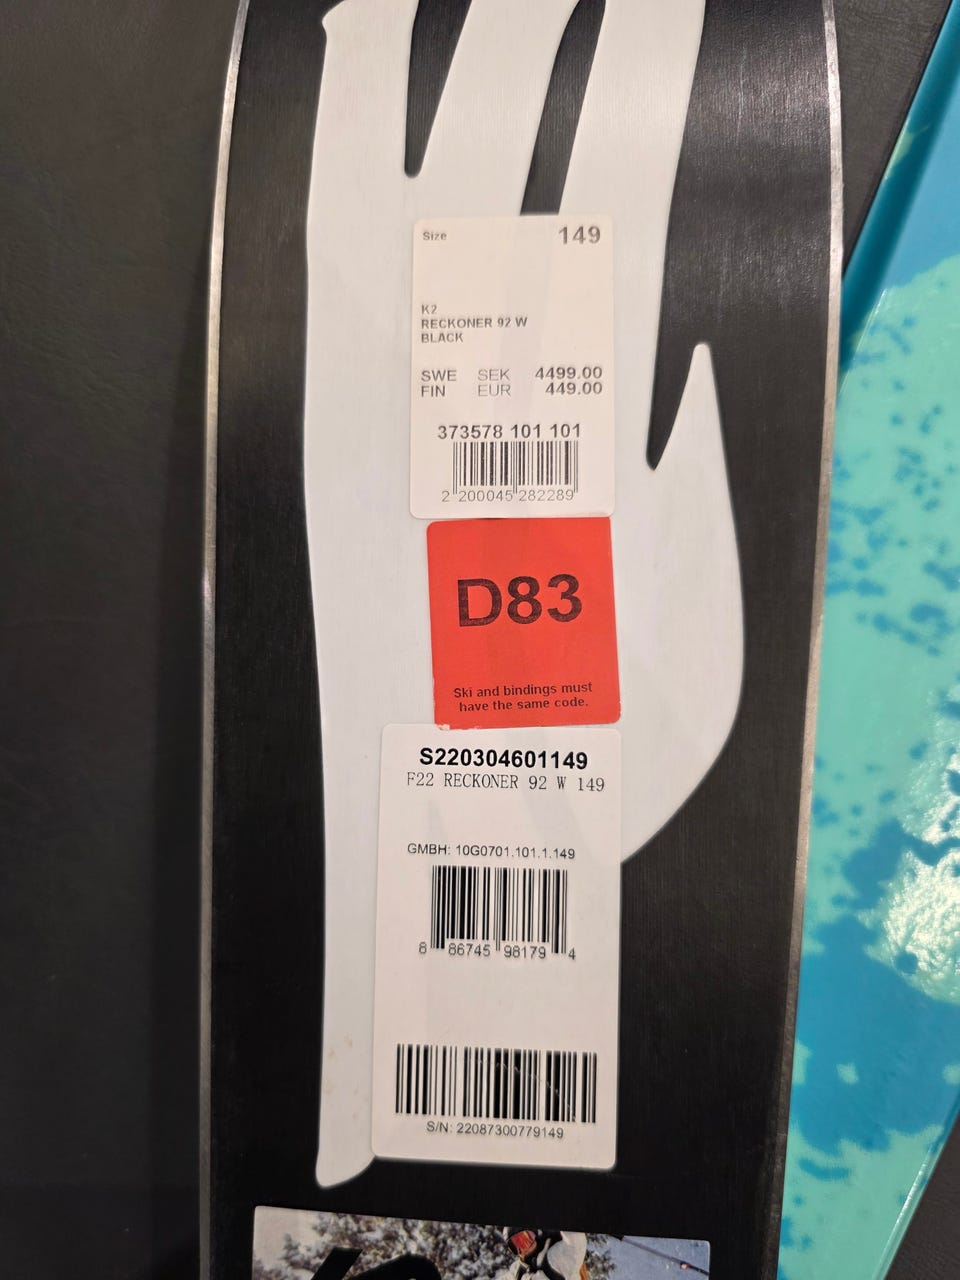 Size 149
K2
RECKONER 92 W
BLACK
SWE SEK 4499.00
FIN EUR 449.00
373578 101 101
2 200045 282289
D83
Ski and bindings must
have the same code.
S220304601149
F22 RECKONER 92 W 149
GMBH: 10G0701.101.1.149
8 86745 98179 4
S/N: 22087300779149